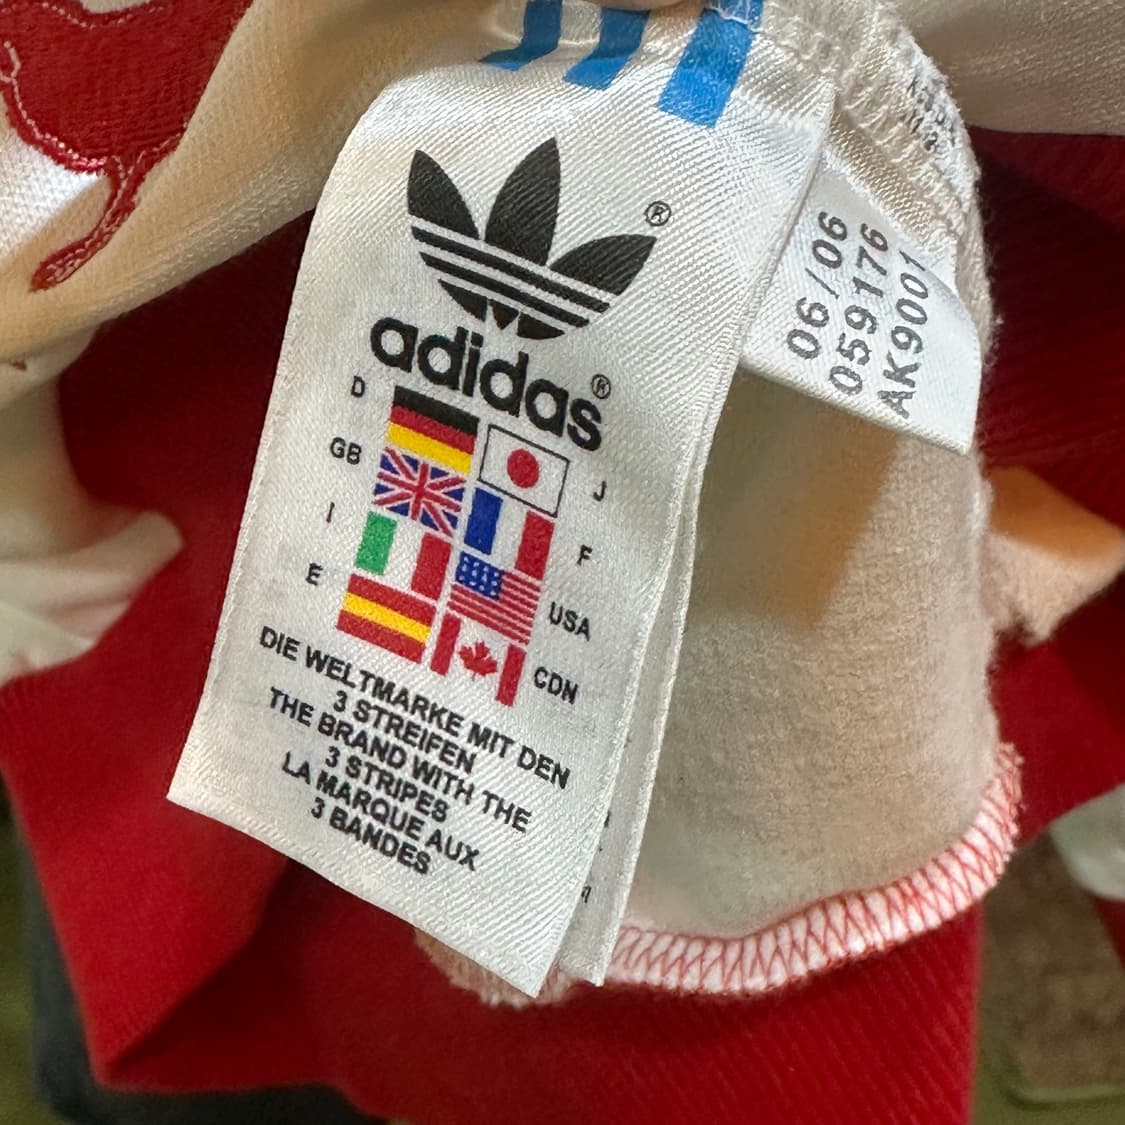 ®
adidas®
D
J
GB
F
I
USA
E
CDN
DIE WELTMARKE MIT DEN
3 STREIFEN
THE BRAND WITH THE
3 STRIPES
LA MARQUE AUX
3 BANDES
06/06
059176
AK9001